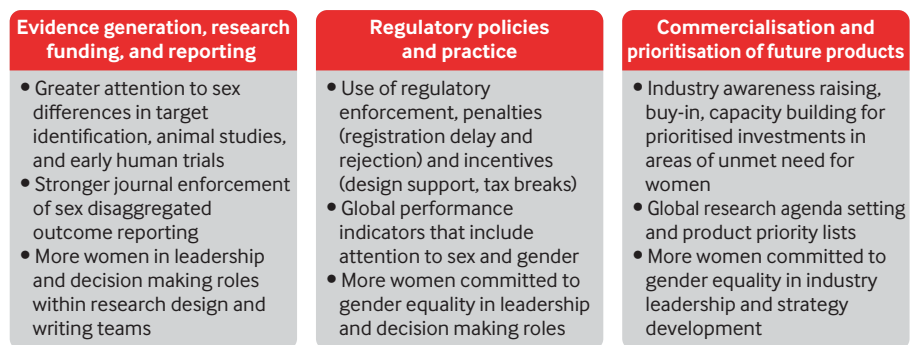 Evidence generation, research
funding, and reporting
• Greater attention to sex
differences in target
identification, animal studies,
and early human trials
• Stronger journal enforcement
of sex disaggregated
outcome reporting
• More women in leadership
and decision making roles
within research design and
writing teams
Regulatory policies
and practice
• Use of regulatory
enforcement, penalties
(registration delay and
rejection) and incentives
(design support, tax breaks)
• Global performance
indicators that include
attention to sex and gender
• More women committed to
gender equality in leadership
and decision making roles
Commercialisation and
prioritisation of future products
• Industry awareness raising,
buy-in, capacity building for
prioritised investments in
areas of unmet need for
women
• Global research agenda setting
and product priority lists
• More women committed to
gender equality in industry
leadership and strategy
development